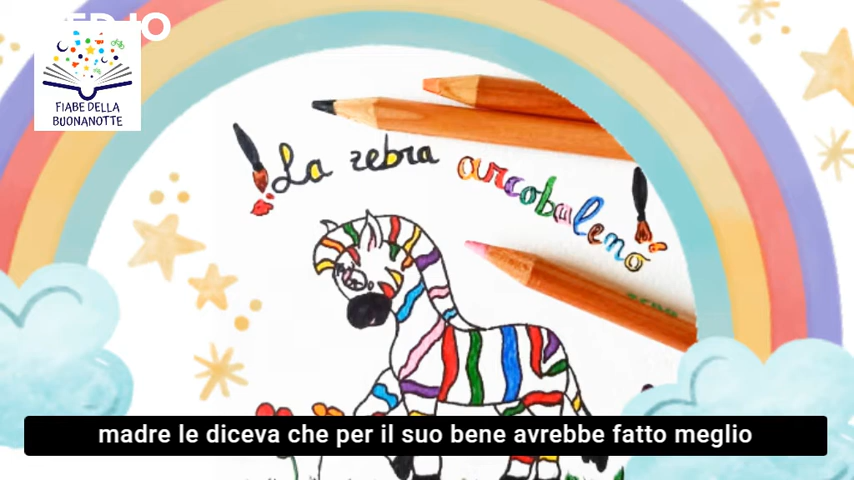 FIABE DELLA
BUONANOTTE
La zebra arcobaleno
madre le diceva che per il suo bene avrebbe fatto meglio